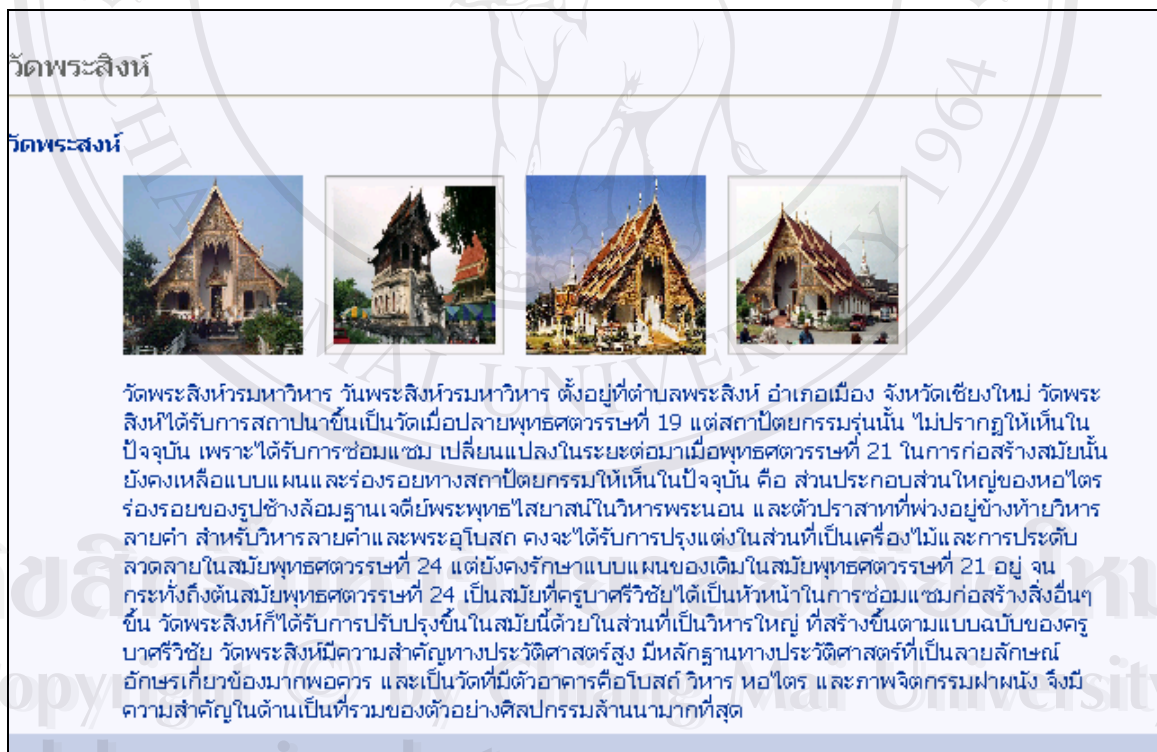 วัดพระสิงห์
วัดพระสงน์
วัดพระสิงห์วรมหาวิหาร วันพระสิงห์วรมหาวิหาร ตั้งอยู่ที่ตำบลพระสิงห์ อำเภอเมือง จังหวัดเชียงใหม่ วัดพระ
สิงห์ได้รับการสถาปนาขึ้นเป็นวัดเมื่อปลายพุทธศตวรรษที่ 19 แต่สถาปัตยกรรมรุ่นนั้น ไม่ปรากฏให้เห็นใน
ปัจจุบัน เพราะได้รับการซ่อมแซม เปลี่ยนแปลงในระยะต่อมาเมื่อพุทธศตวรรษที่ 21 ในการก่อสร้างสมัยนั้น
ยังคงเหลือแบบแผนและร่องรอยทางสถาปัตยกรรมให้เห็นในปัจจุบัน คือ ส่วนประกอบส่วนใหญ่ของหอไตร
ร่องรอยของรูปช้างล้อมฐานเจดีย์พระพุทธไสยาสน์ในวิหารพระนอน และตัวปราสาทที่พ่วงอยู่ข้างท้ายวิหาร
ลายคำ สำหรับวิหารลายคำและพระอุโบสถ คงจะได้รับการปรุงแต่งในส่วนที่เป็นเครื่องไม้และการประดับ
ลวดลายในสมัยพุทธศตวรรษที่ 24 แต่ยังคงรักษาแบบแผนของเดิมในสมัยพุทธศตวรรษที่ 21 อยู่ จน
กระทั่งถึงต้นสมัยพุทธศตวรรษที่ 24 เป็นสมัยที่ครูบาศรีวิชัยได้เป็นหัวหน้าในการซ่อมแซมก่อสร้างสิ่งอื่นๆ
ขึ้น วัดพระสิงห์ก็ได้รับการปรับปรุงขึ้นในสมัยนี้ด้วยในส่วนที่เป็นวิหารใหญ่ ที่สร้างขึ้นตามแบบฉบับของครู
บาศรีวิชัย วัดพระสิงห์มีความสำคัญทางประวัติศาสตร์สูง มีหลักฐานทางประวัติศาสตร์ที่เป็นลายลักษณ์
อักษรเกี่ยวข้องมากพอควร และเป็นวัดที่มีตัวอาคารคือโบสถ์ วิหาร หอไตร และภาพจิตกรรมฝาผนัง จึงมี
ความสำคัญในด้านเป็นที่รวมของตัวอย่างศิลปกรรมล้านนามากที่สุด
CHIANG MAI UNIVERSITY 1964
by Chiang Mai University